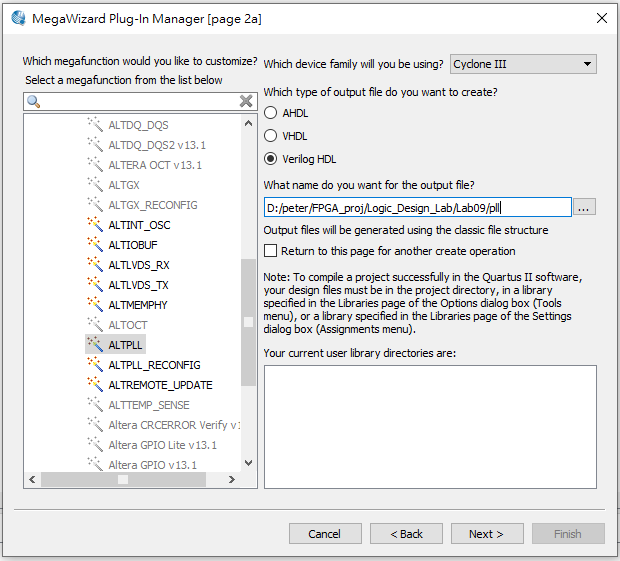 MegaWizard Plug-In Manager [page 2a]
Which megafunction would you like to customize?
Select a megafunction from the list below
ALTDQ_DQS
ALTDQ_DQS2 v13.1
ALTERA OCT v13.1
ALTGX
ALTGX_RECONFIG
ALTINT_OSC
ALTIOBUF
ALTLVDS_RX
ALTLVDS_TX
ALTMEMPHY
ALTOCT
ALTPLL
ALTPLL_RECONFIG
ALTREMOTE_UPDATE
ALTTEMP_SENSE
Altera CRCERROR Verify v1
Altera GPIO Lite v13.1
Altera GPIO v13.1
Which device family will you be using?
Cyclone III
Which type of output file do you want to create?
AHDL
VHDL
Verilog HDL
What name do you want for the output file?
D:/peter/FPGA_proj/Logic_Design_Lab/Lab09/pll
...
Output files will be generated using the classic file structure
Return to this page for another create operation
Note: To compile a project successfully in the Quartus II software,
your design files must be in the project directory, in a library
specified in the Libraries page of the Options dialog box (Tools
menu), or a library specified in the Libraries page of the Settings
dialog box (Assignments menu).
Your current user library directories are:
Cancel
< Back
Next >
Finish